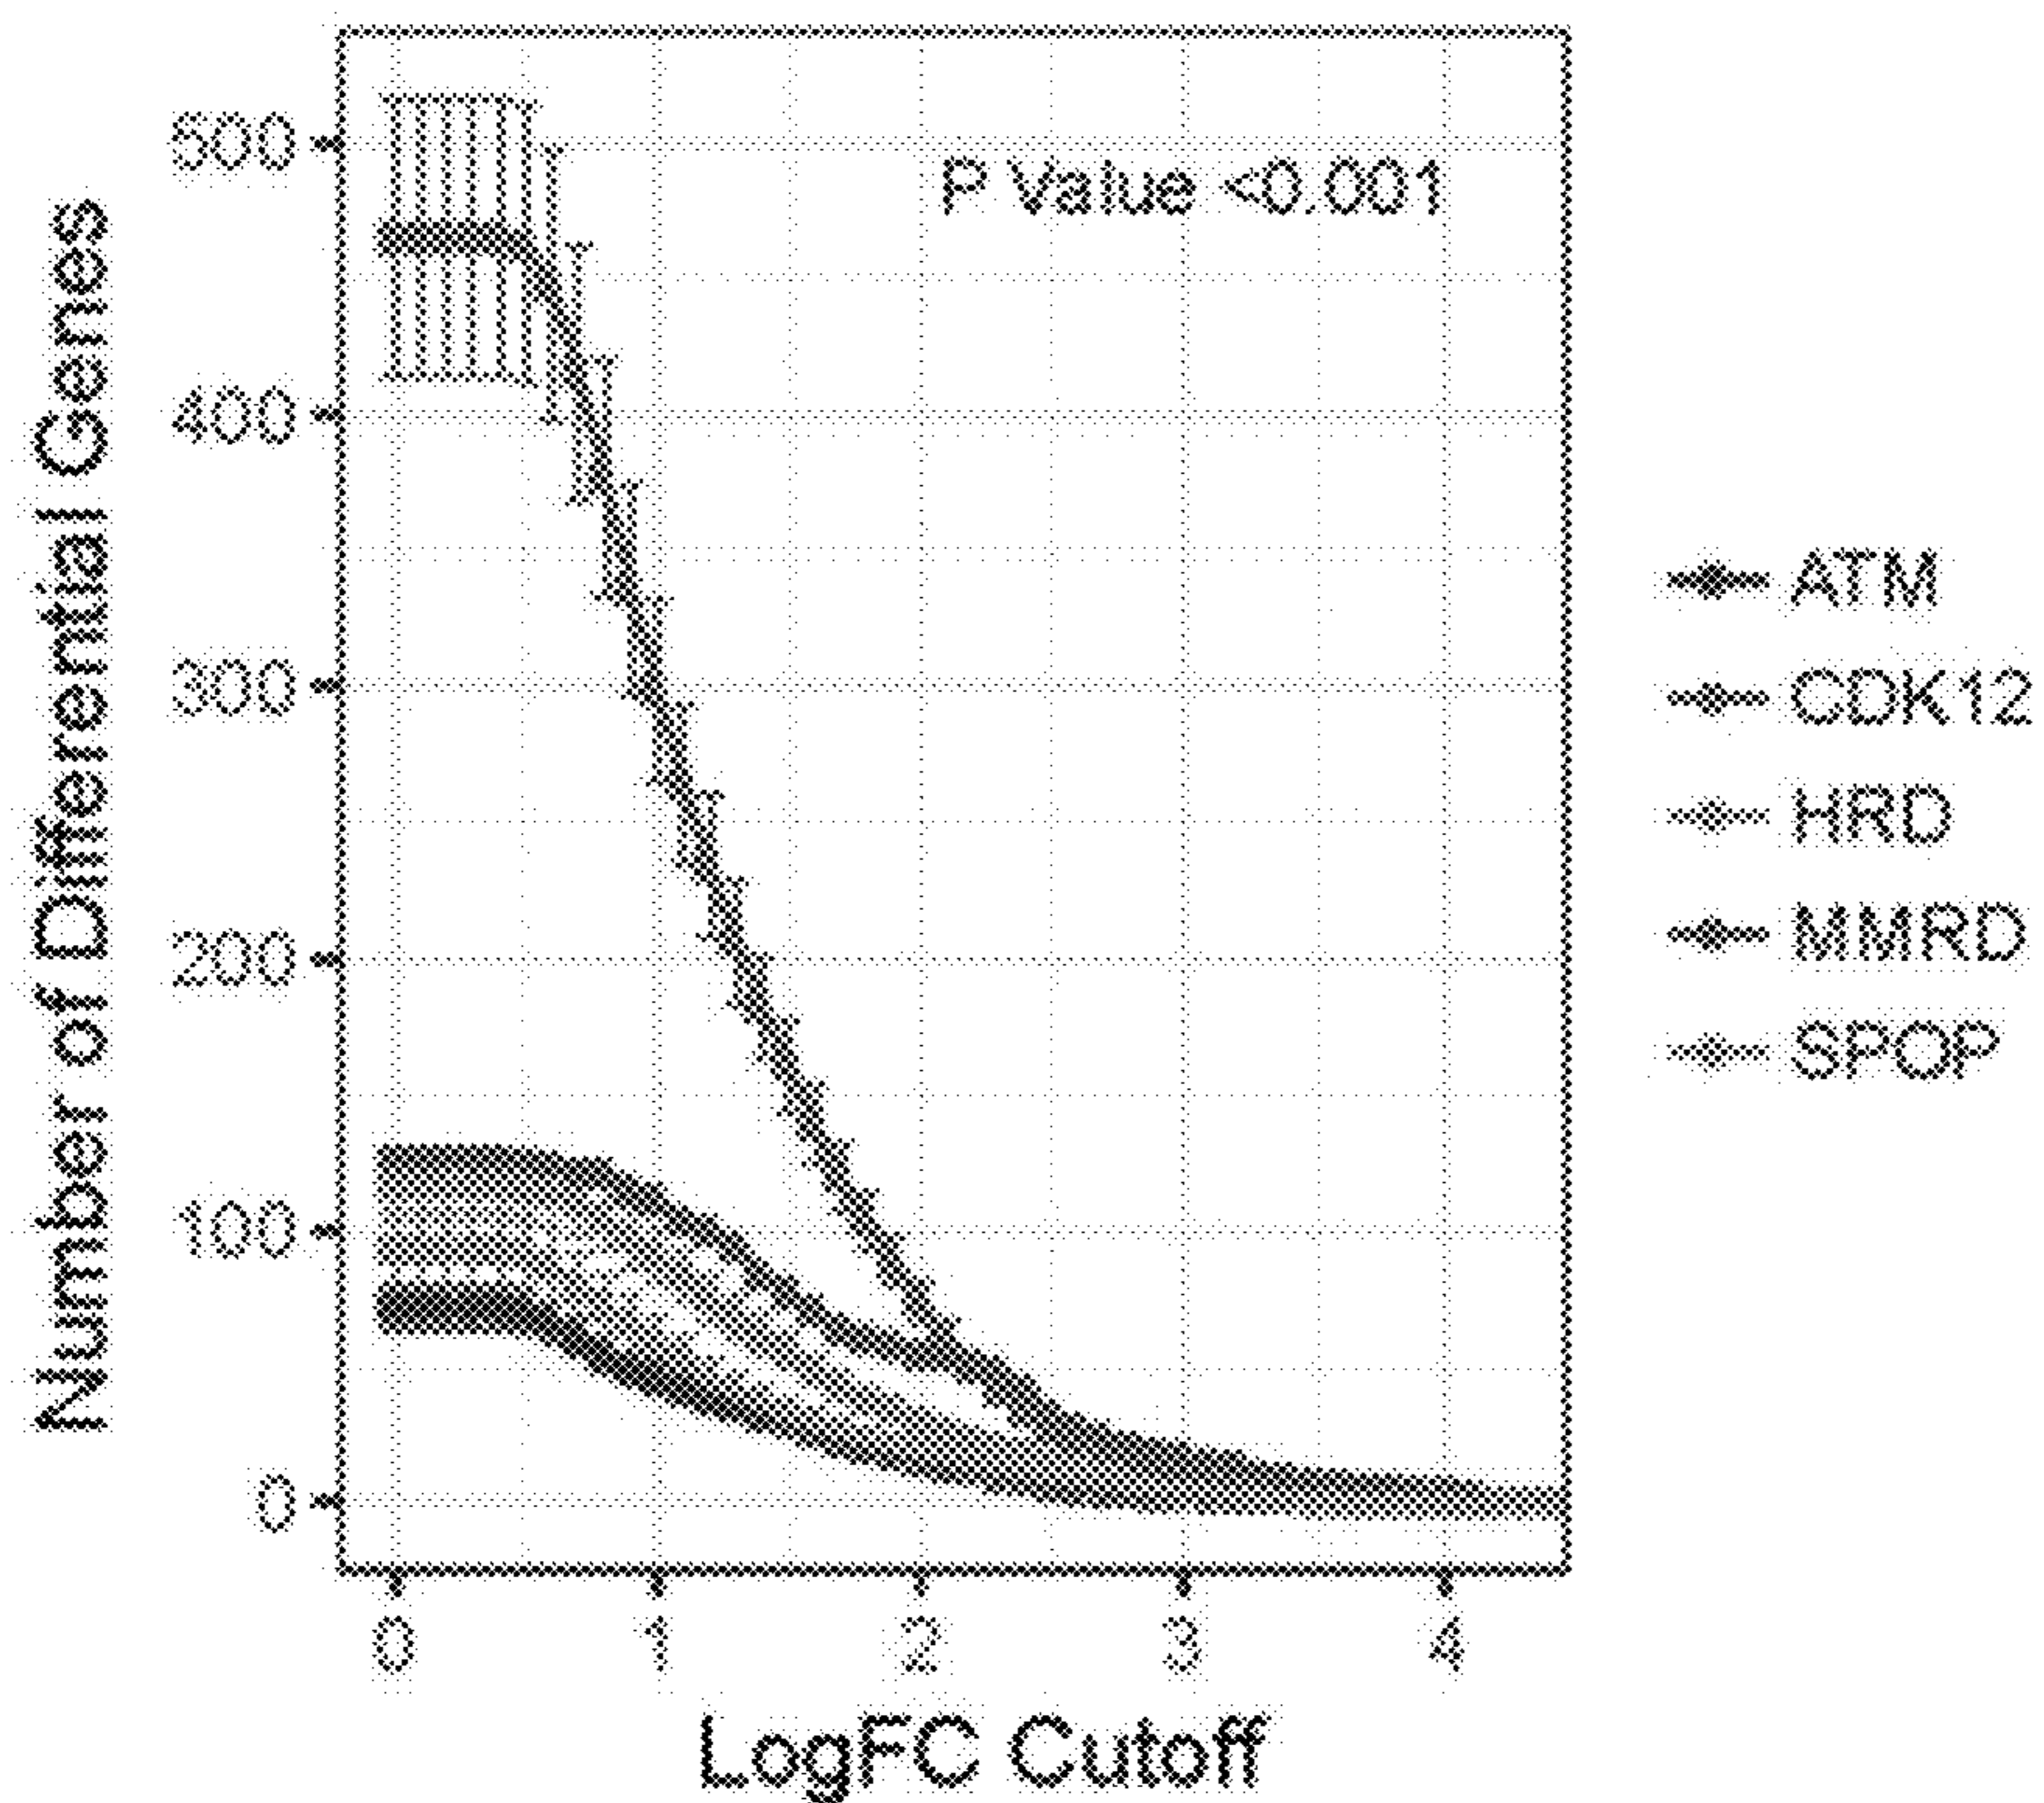 Number of Differential Genes
500
400
300
200
100
0
P Value <0.001
0 1 2 3 4
LogFC Cutoff
ATM
CDK12
HRD
MMRD
SPOP